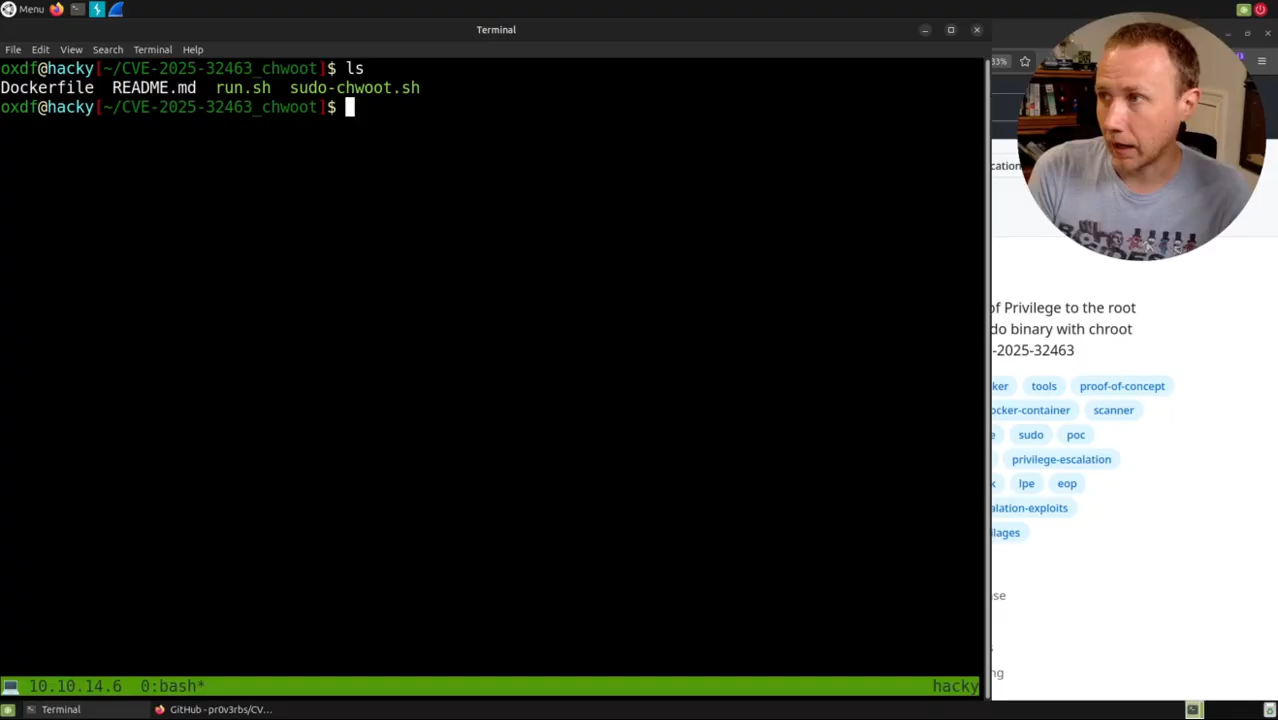 Menu
Terminal
File Edit View Search Terminal Help
oxdf@hacky[~/CVE-2025-32463_chwoot]$ ls
Dockerfile README.md run.sh sudo-chwoot.sh
oxdf@hacky[~/CVE-2025-32463_chwoot]$
of Privilege to the root
do binary with chroot
-2025-32463
ker tools proof-of-concept
ocker-container scanner
e sudo poc
privilege-escalation
k lpe eop
alation-exploits
ilages
se
ng
10.10.14.6 0:bash* hacky
Terminal GitHub - pr0v3rbs/CV...